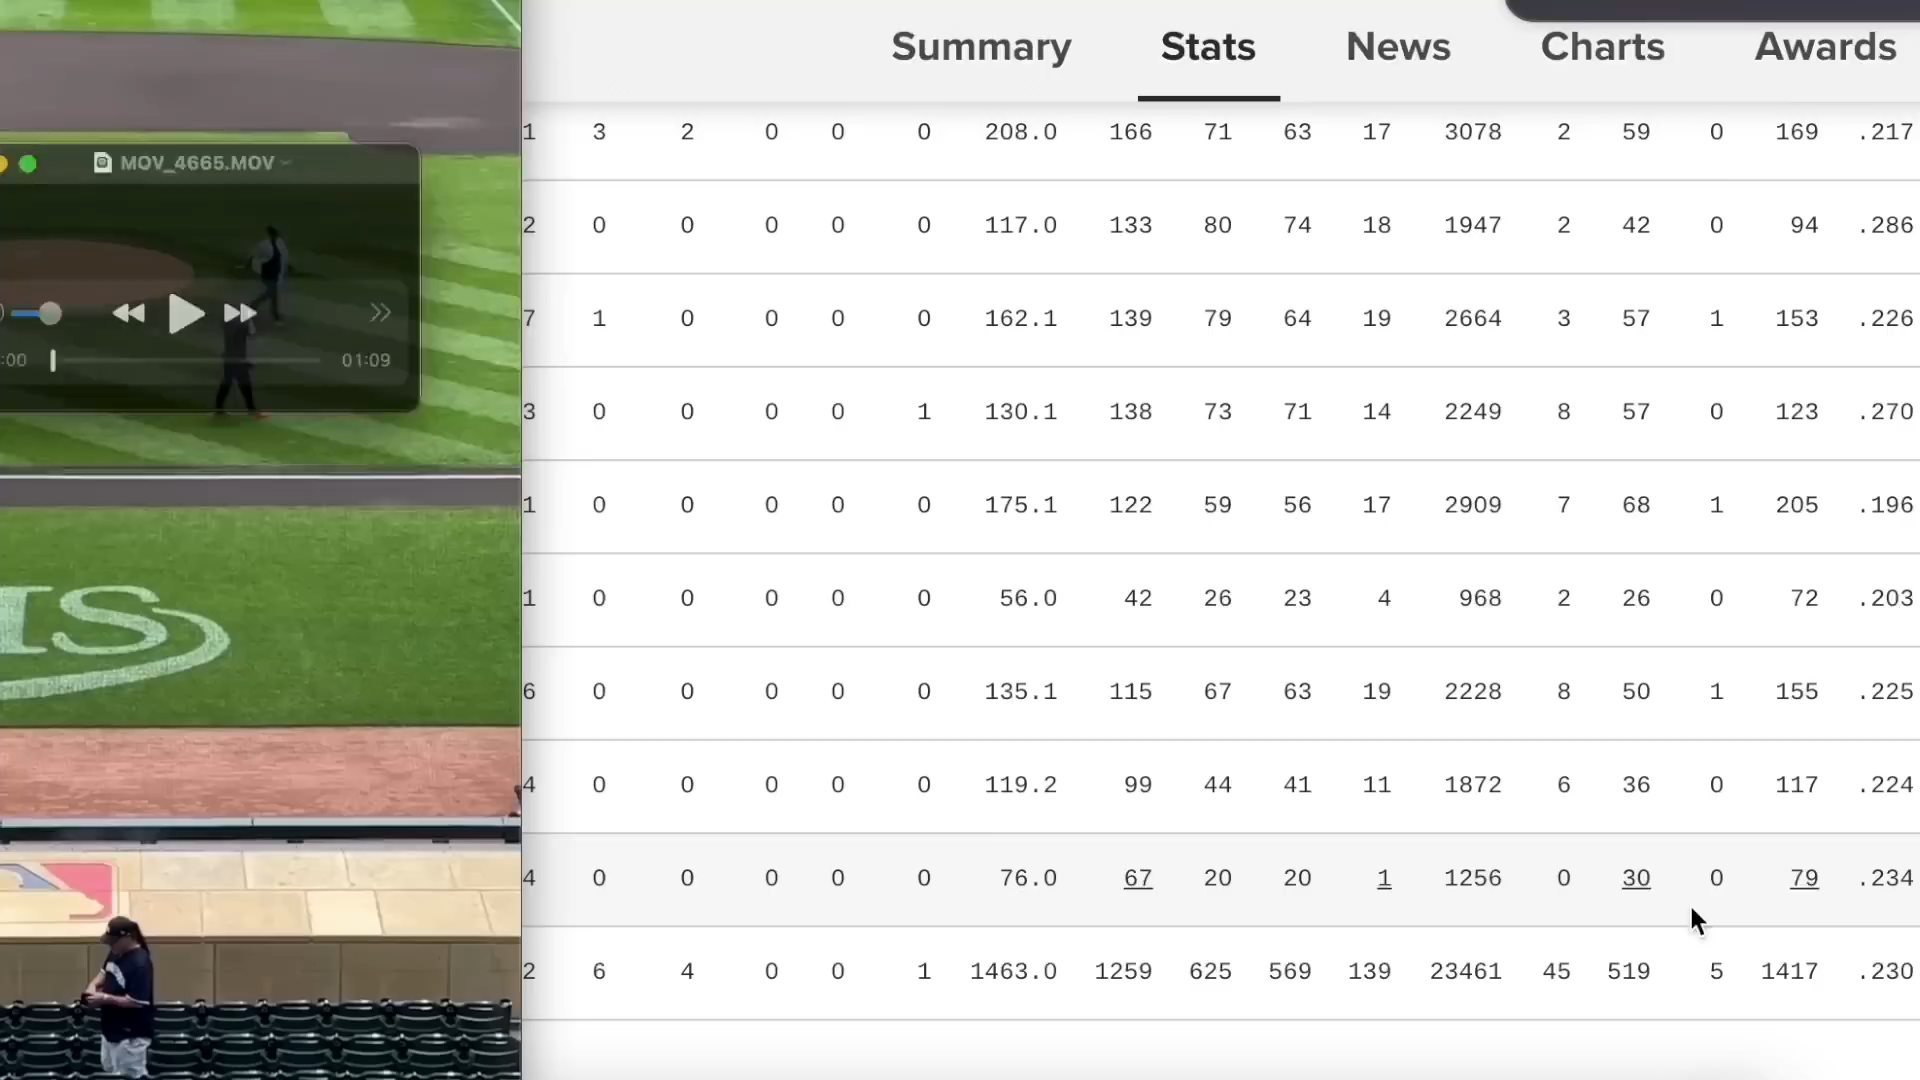 Summary Stats News Charts Awards
1 3 2 0 0 0 208.0 166 71 63 17 3078 2 59 0 169 .217
MOV_4665.MOV
2 0 0 0 0 0 117.0 133 80 74 18 1947 2 42 0 94 .286
7 1 0 0 0 0 162.1 139 79 64 19 2664 3 57 1 153 .226
:00 01:09
3 0 0 0 0 1 130.1 138 73 71 14 2249 8 57 0 123 .270
1 0 0 0 0 0 175.1 122 59 56 17 2909 7 68 1 205 .196
1 0 0 0 0 0 56.0 42 26 23 4 968 2 26 0 72 .203
6 0 0 0 0 0 135.1 115 67 63 19 2228 8 50 1 155 .225
4 0 0 0 0 0 119.2 99 44 41 11 1872 6 36 0 117 .224
4 0 0 0 0 0 76.0 67 20 20 1 1256 0 30 0 79 .234
2 6 4 0 0 1 1463.0 1259 625 569 139 23461 45 519 5 1417 .230